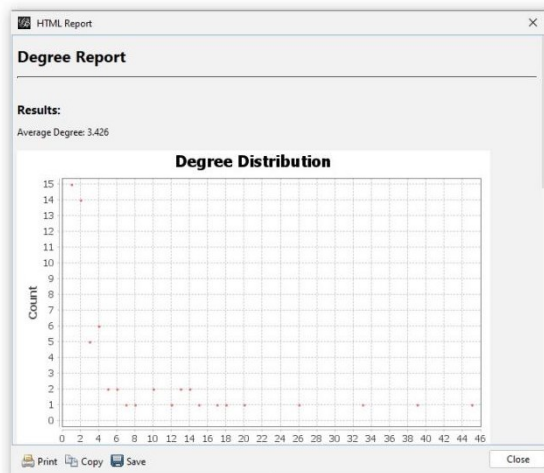 HTML Report
Degree Report
Results:
Average Degree: 3.426
Degree Distribution
15
14
13
12
11
10
9
8
7
6
5
4
3
2
1
0
Count
0 2 4 6 8 10 12 14 16 18 20 22 24 26 28 30 32 34 36 38 40 42 44 46
Print Copy Save Close